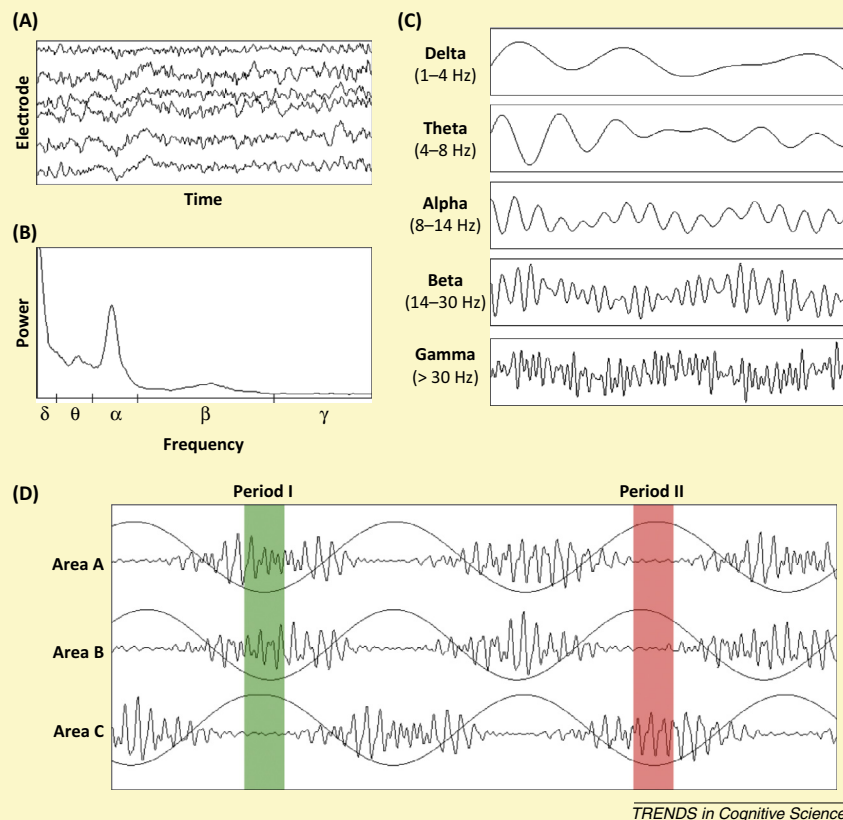 (A)
Electrode
Time
(B)
Power
δ θ α β γ
Frequency
(C)
Delta
(1–4 Hz)
Theta
(4–8 Hz)
Alpha
(8–14 Hz)
Beta
(14–30 Hz)
Gamma
(> 30 Hz)
(D)
Period I Period II
Area A
Area B
Area C
TRENDS in Cognitive Science